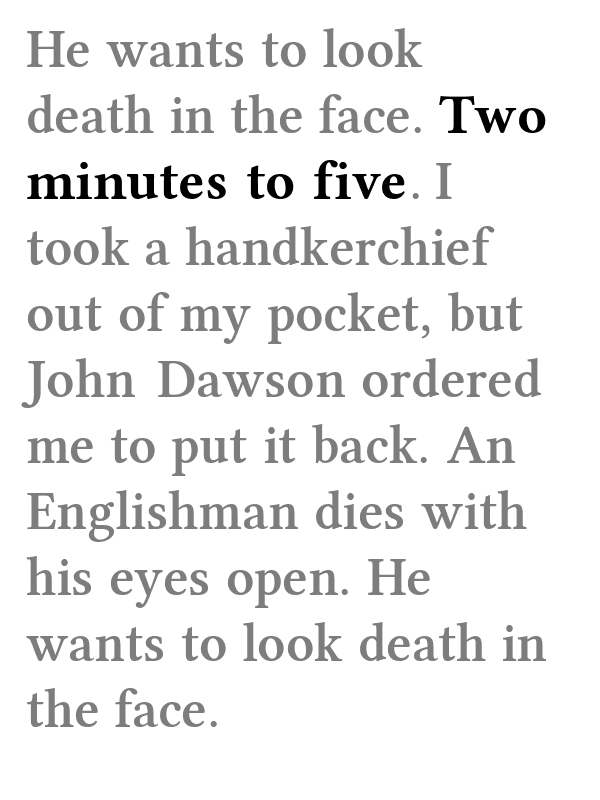 He wants to look
death in the face. Two
minutes to five. I
took a handkerchief
out of my pocket, but
John Dawson ordered
me to put it back. An
Englishman dies with
his eyes open. He
wants to look death in
the face.